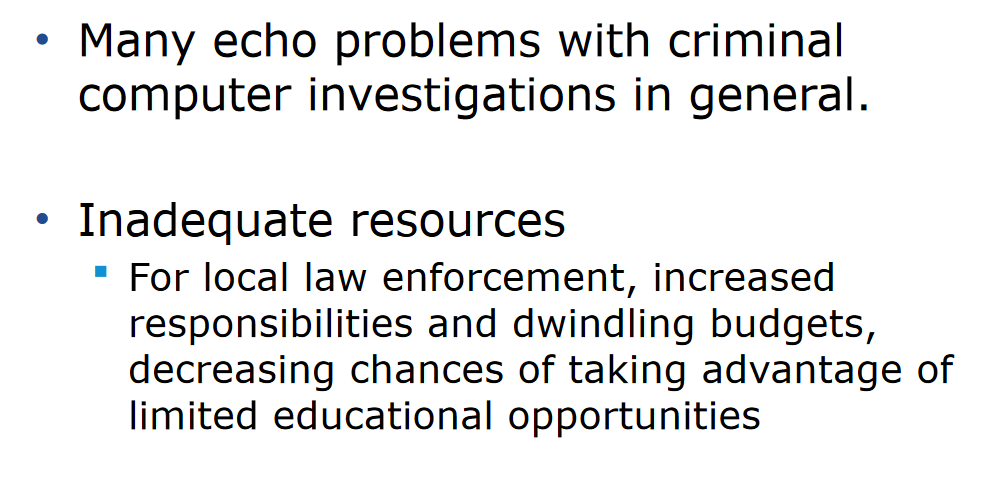 • Many echo problems with criminal
computer investigations in general.
• Inadequate resources
▪ For local law enforcement, increased
responsibilities and dwindling budgets,
decreasing chances of taking advantage of
limited educational opportunities